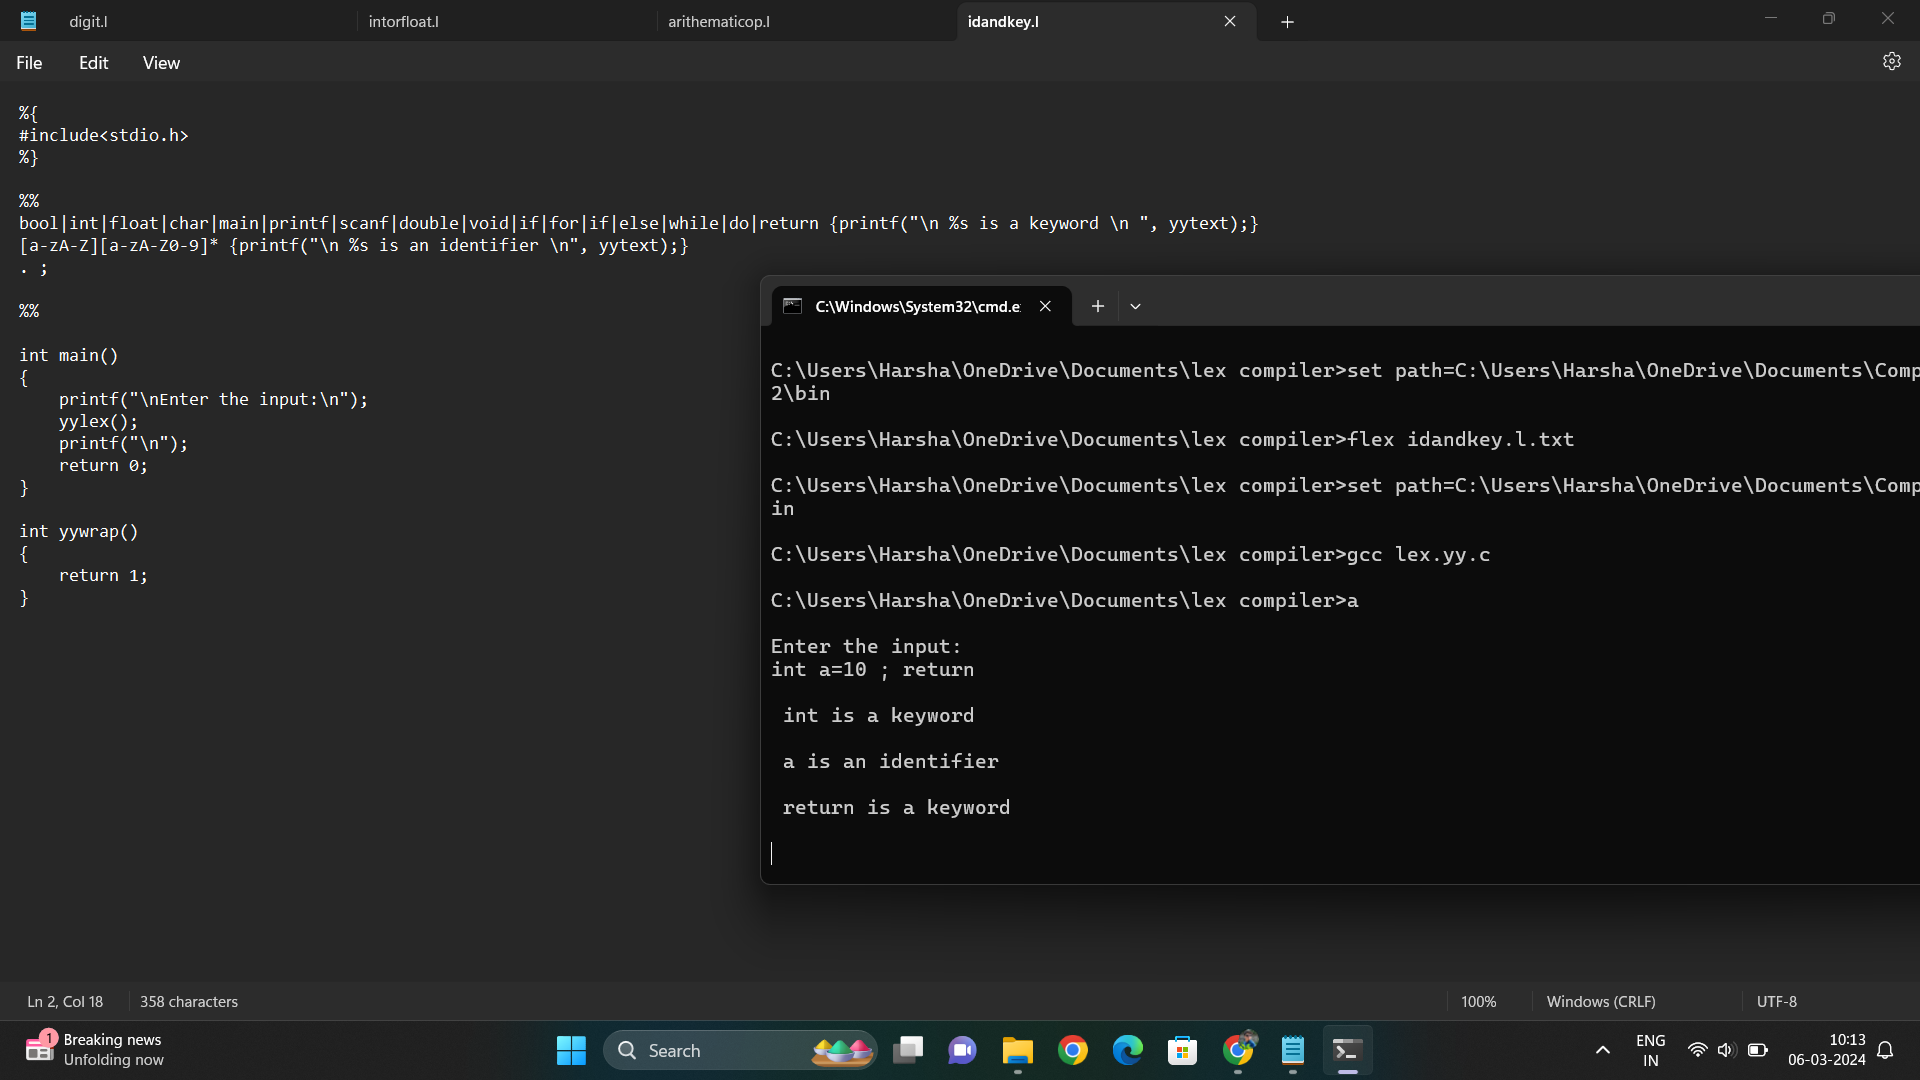 digit.l
intorfloat.l
arithematicop.l
idandkey.l
File Edit View
%{
#include<stdio.h>
%}
%%
bool|int|float|char|main|printf|scanf|double|void|if|for|if|else|while|do|return {printf("\n %s is a keyword \n ", yytext);}
[a-zA-Z][a-zA-Z0-9]* {printf("\n %s is an identifier \n", yytext);}
. ;
%%
int main()
{
    printf("\nEnter the input:\n");
    yylex();
    printf("\n");
    return 0;
}
int yywrap()
{
    return 1;
}
C:\Windows\System32\cmd.e
C:\Users\Harsha\OneDrive\Documents\lex compiler>set path=C:\Users\Harsha\OneDrive\Documents\Comp
2\bin
C:\Users\Harsha\OneDrive\Documents\lex compiler>flex idandkey.l.txt
C:\Users\Harsha\OneDrive\Documents\lex compiler>set path=C:\Users\Harsha\OneDrive\Documents\Comp
in
C:\Users\Harsha\OneDrive\Documents\lex compiler>gcc lex.yy.c
C:\Users\Harsha\OneDrive\Documents\lex compiler>a
Enter the input:
int a=10 ; return
 int is a keyword
 a is an identifier
 return is a keyword
Ln 2, Col 18
358 characters
100%
Windows (CRLF)
UTF-8
1
Breaking news
Unfolding now
Search
ENG
IN
10:13
06-03-2024